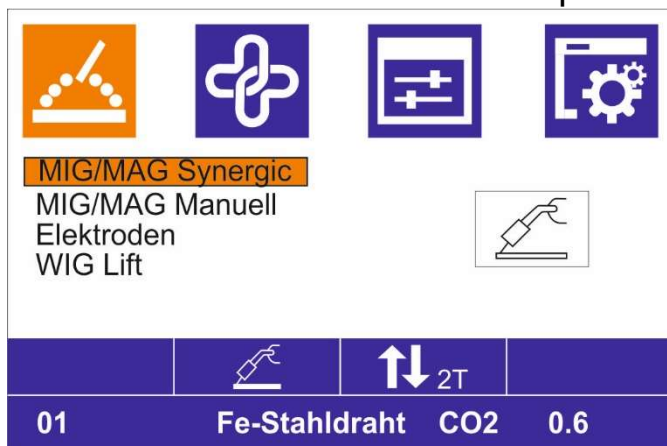 MIG/MAG Synergic
MIG/MAG Manuell
Elektroden
WIG Lift
2T
01 Fe-Stahldraht CO2 0.6